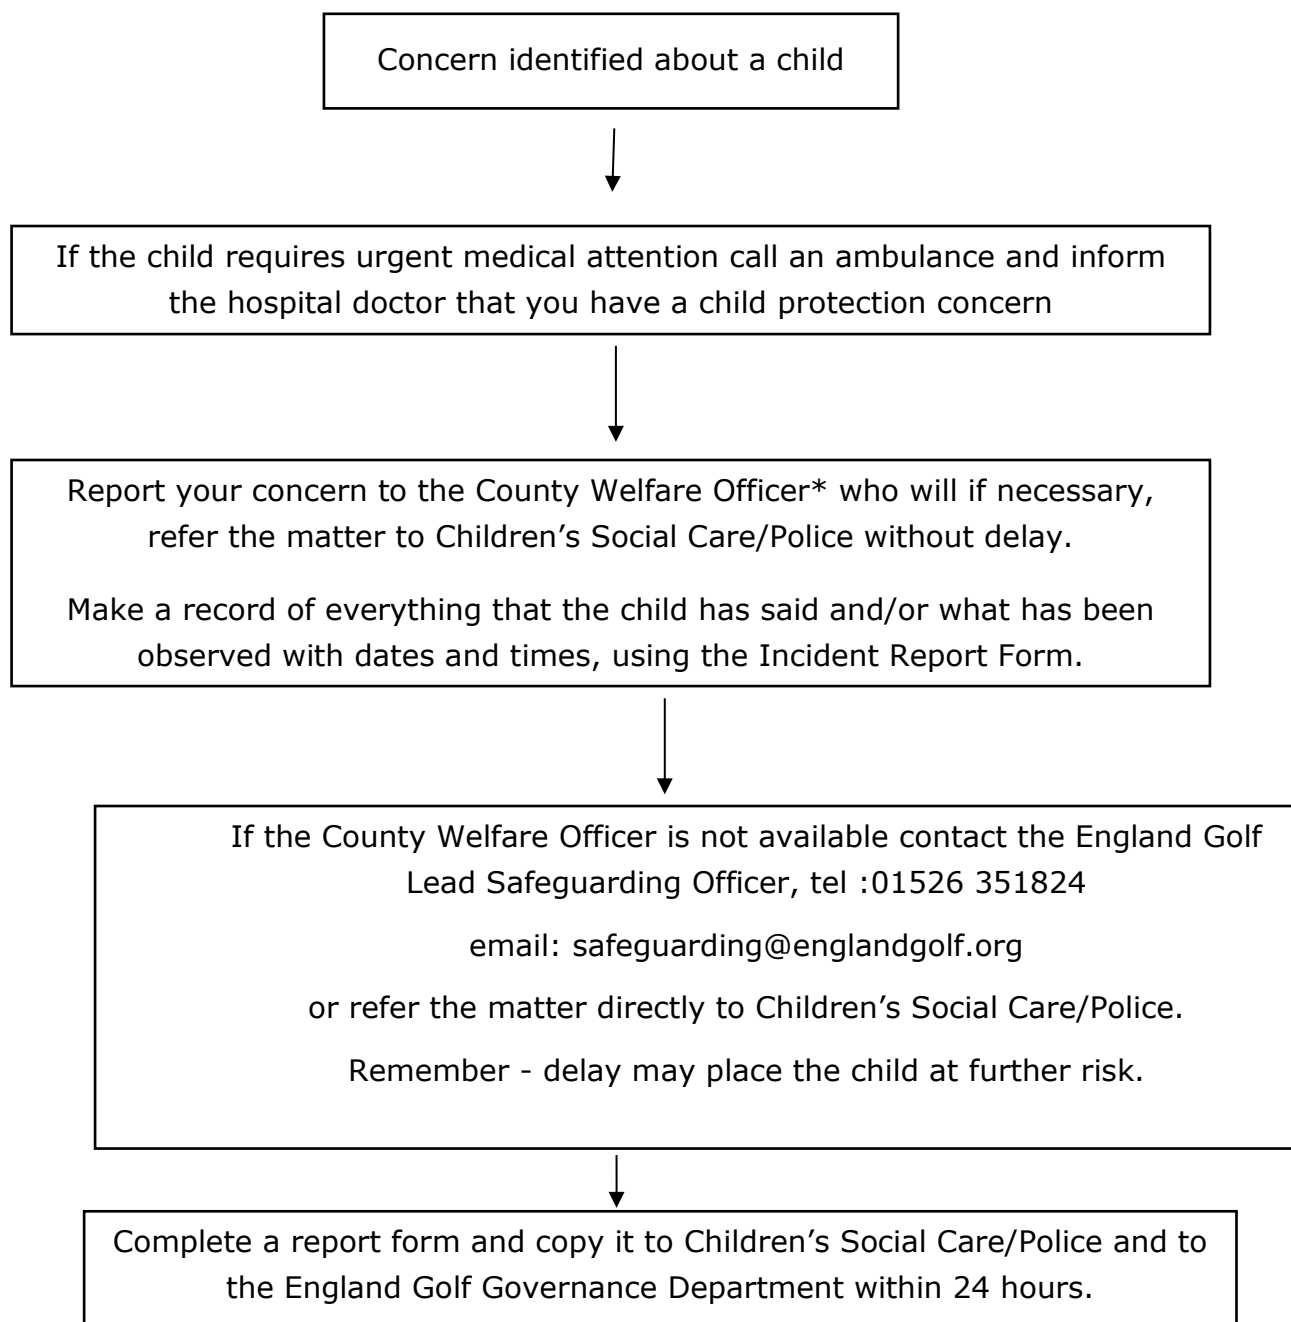 Concern identified about a child
If the child requires urgent medical attention call an ambulance and inform
the hospital doctor that you have a child protection concern
Report your concern to the County Welfare Officer* who will if necessary,
refer the matter to Children’s Social Care/Police without delay.
Make a record of everything that the child has said and/or what has been
observed with dates and times, using the Incident Report Form.
If the County Welfare Officer is not available contact the England Golf
Lead Safeguarding Officer, tel :01526 351824
email: safeguarding@englandgolf.org
or refer the matter directly to Children’s Social Care/Police.
Remember - delay may place the child at further risk.
Complete a report form and copy it to Children’s Social Care/Police and to
the England Golf Governance Department within 24 hours.